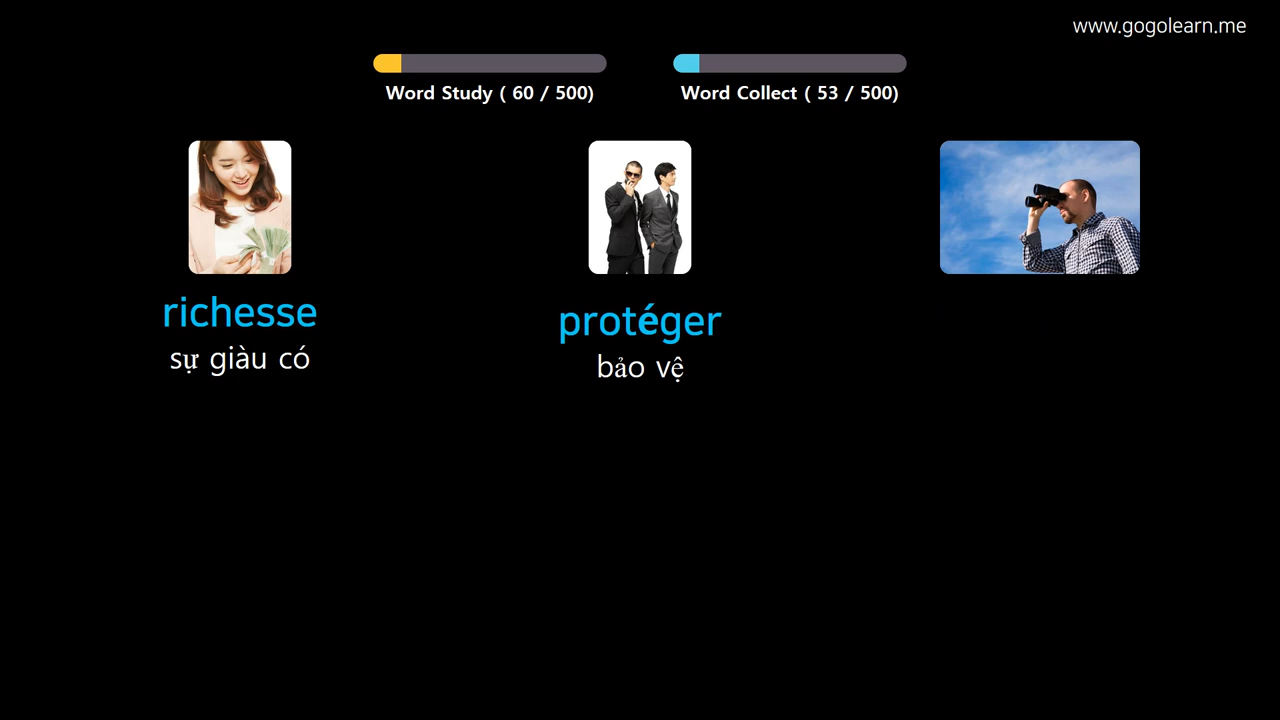 www.gogolearn.me
Word Study ( 60 / 500)
Word Collect ( 53 / 500)
richesse
sự giàu có
protéger
bảo vệ